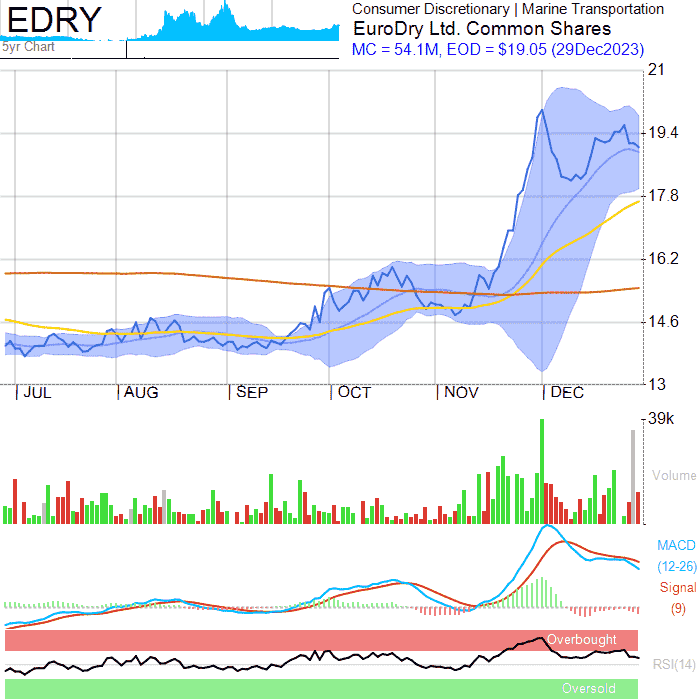 EDRY
5yr Chart
Consumer Discretionary | Marine Transportation
EuroDry Ltd. Common Shares
MC = 54.1M, EOD = $19.05 (29Dec2023)
21
19.4
17.8
16.2
14.6
13
JUL AUG SEP OCT NOV DEC
39k
Volume
MACD
(12-26)
Signal
(9)
Overbought
RSI(14)
Oversold